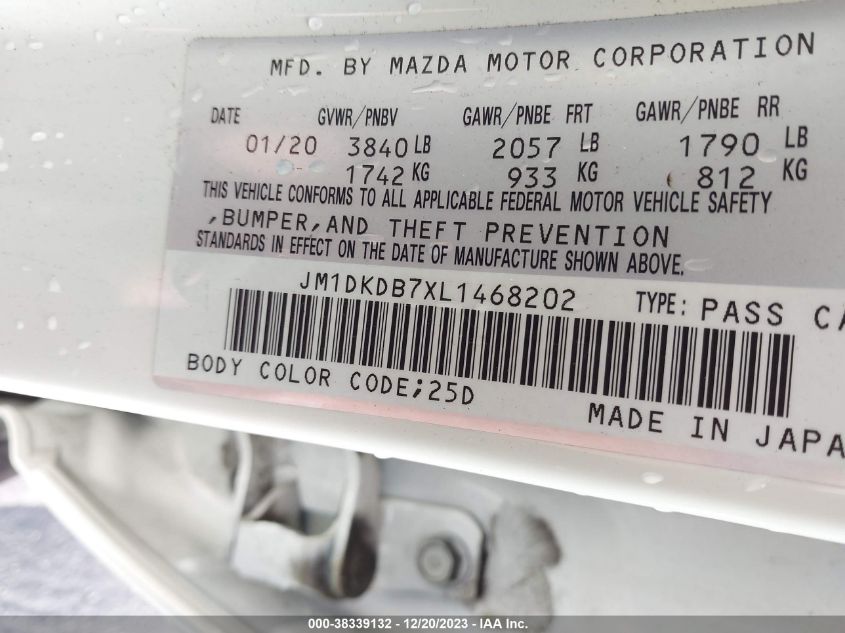 MFD. BY MAZDA MOTOR CORPORATION
DATE GVWR/PNBV GAWR/PNBE FRT GAWR/PNBE RR
01/20 3840 LB 2057 LB 1790 LB
1742 KG 933 KG 812 KG
THIS VEHICLE CONFORMS TO ALL APPLICABLE FEDERAL MOTOR VEHICLE SAFETY
,BUMPER,AND THEFT PREVENTION
STANDARDS IN EFFECT ON THE DATE OF MANUFACTURE SHOWN ABOVE.
JM1DKDB7XL1468202 TYPE: PASS CA
BODY COLOR CODE;25D
MADE IN JAPA
000-38339132 - 12/20/2023 - IAA Inc.